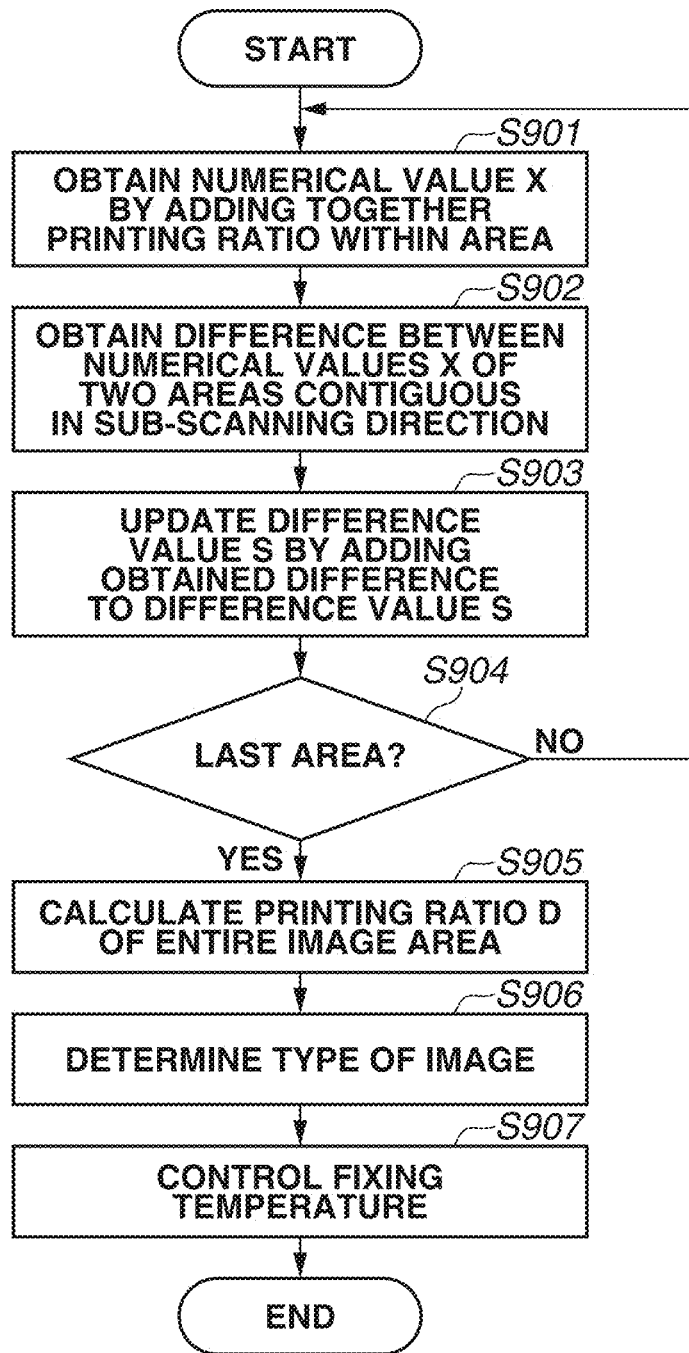 START
S901
OBTAIN NUMERICAL VALUE X
BY ADDING TOGETHER
PRINTING RATIO WITHIN AREA
S902
OBTAIN DIFFERENCE BETWEEN
NUMERICAL VALUES X OF
TWO AREAS CONTIGUOUS
IN SUB-SCANNING DIRECTION
S903
UPDATE DIFFERENCE
VALUE S BY ADDING
OBTAINED DIFFERENCE
TO DIFFERENCE VALUE S
S904
LAST AREA?
NO
YES
S905
CALCULATE PRINTING RATIO D
OF ENTIRE IMAGE AREA
S906
DETERMINE TYPE OF IMAGE
S907
CONTROL FIXING
TEMPERATURE
END